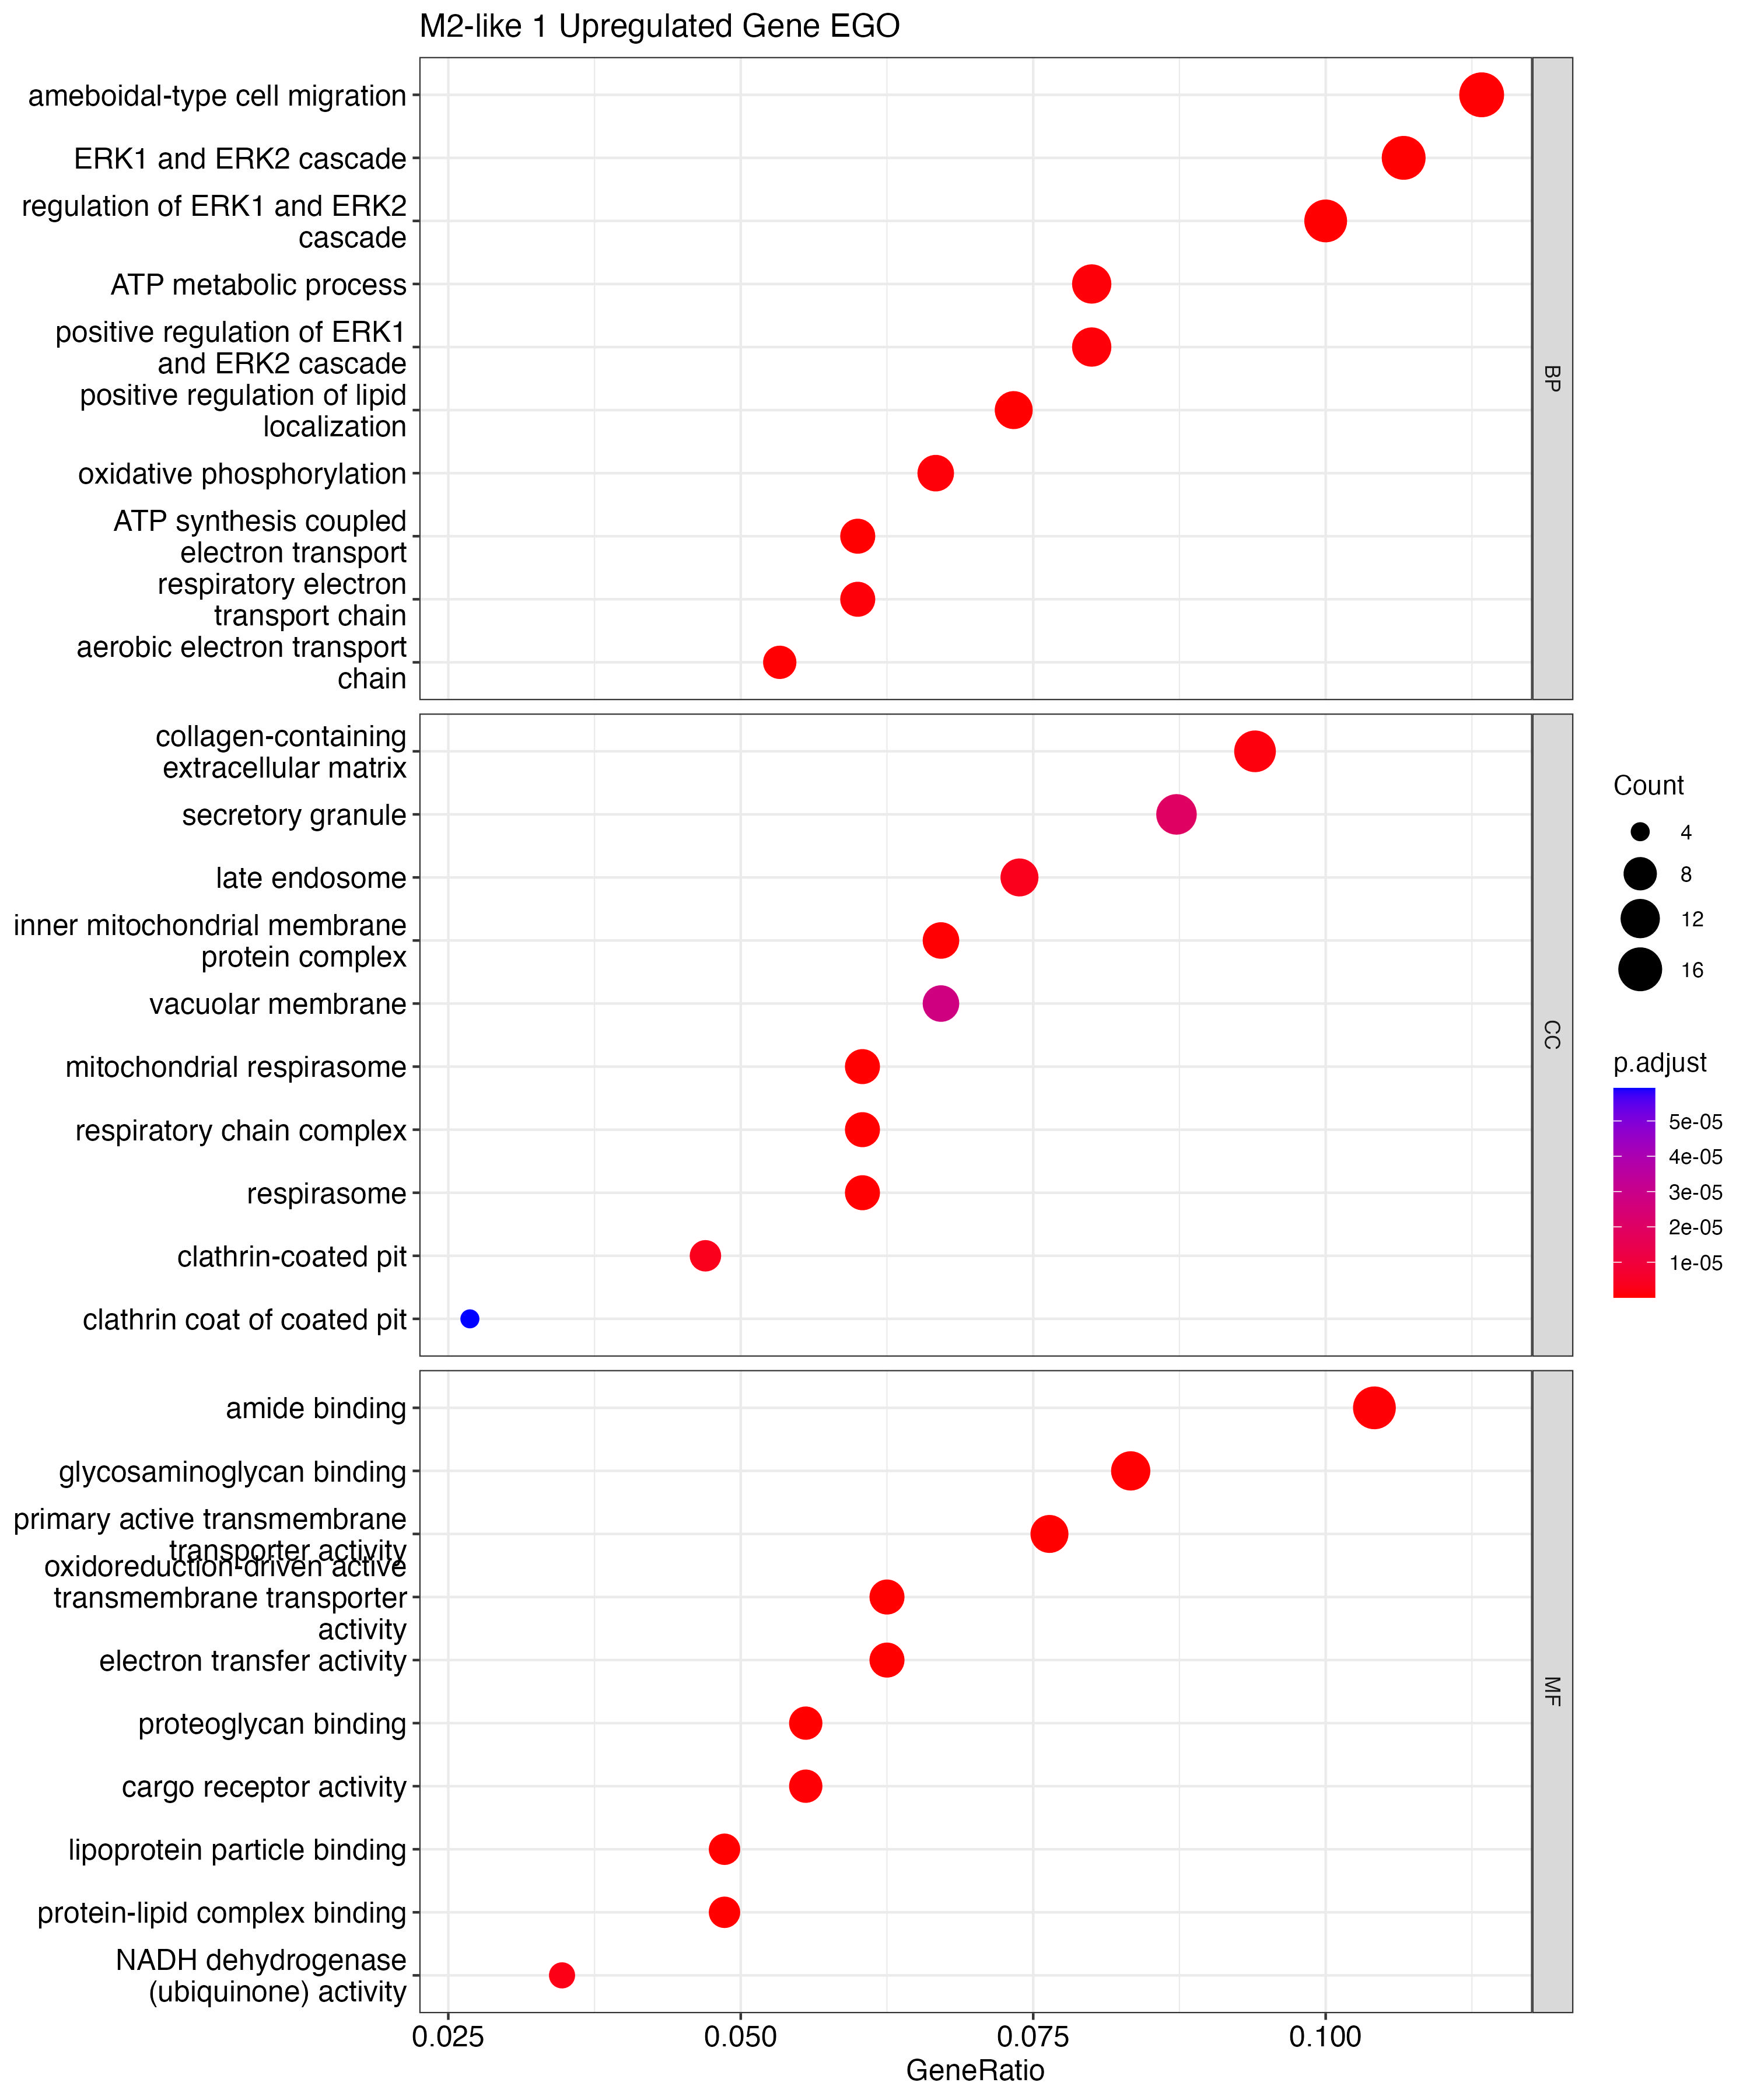 M2-like 1 Upregulated Gene EGO
ameboidal-type cell migration
ERK1 and ERK2 cascade
regulation of ERK1 and ERK2
cascade
ATP metabolic process
positive regulation of ERK1
and ERK2 cascade
positive regulation of lipid
localization
oxidative phosphorylation
ATP synthesis coupled
electron transport
respiratory electron
transport chain
aerobic electron transport
chain
BP
collagen-containing
extracellular matrix
secretory granule
late endosome
inner mitochondrial membrane
protein complex
vacuolar membrane
mitochondrial respirasome
respiratory chain complex
respirasome
clathrin-coated pit
clathrin coat of coated pit
CC
amide binding
glycosaminoglycan binding
primary active transmembrane
transporter activity
oxidoreduction-driven active
transmembrane transporter
activity
electron transfer activity
proteoglycan binding
cargo receptor activity
lipoprotein particle binding
protein-lipid complex binding
NADH dehydrogenase
(ubiquinone) activity
MF
0.025
0.050
0.075
0.100
GeneRatio
Count
4
8
12
16
p.adjust
5e-05
4e-05
3e-05
2e-05
1e-05